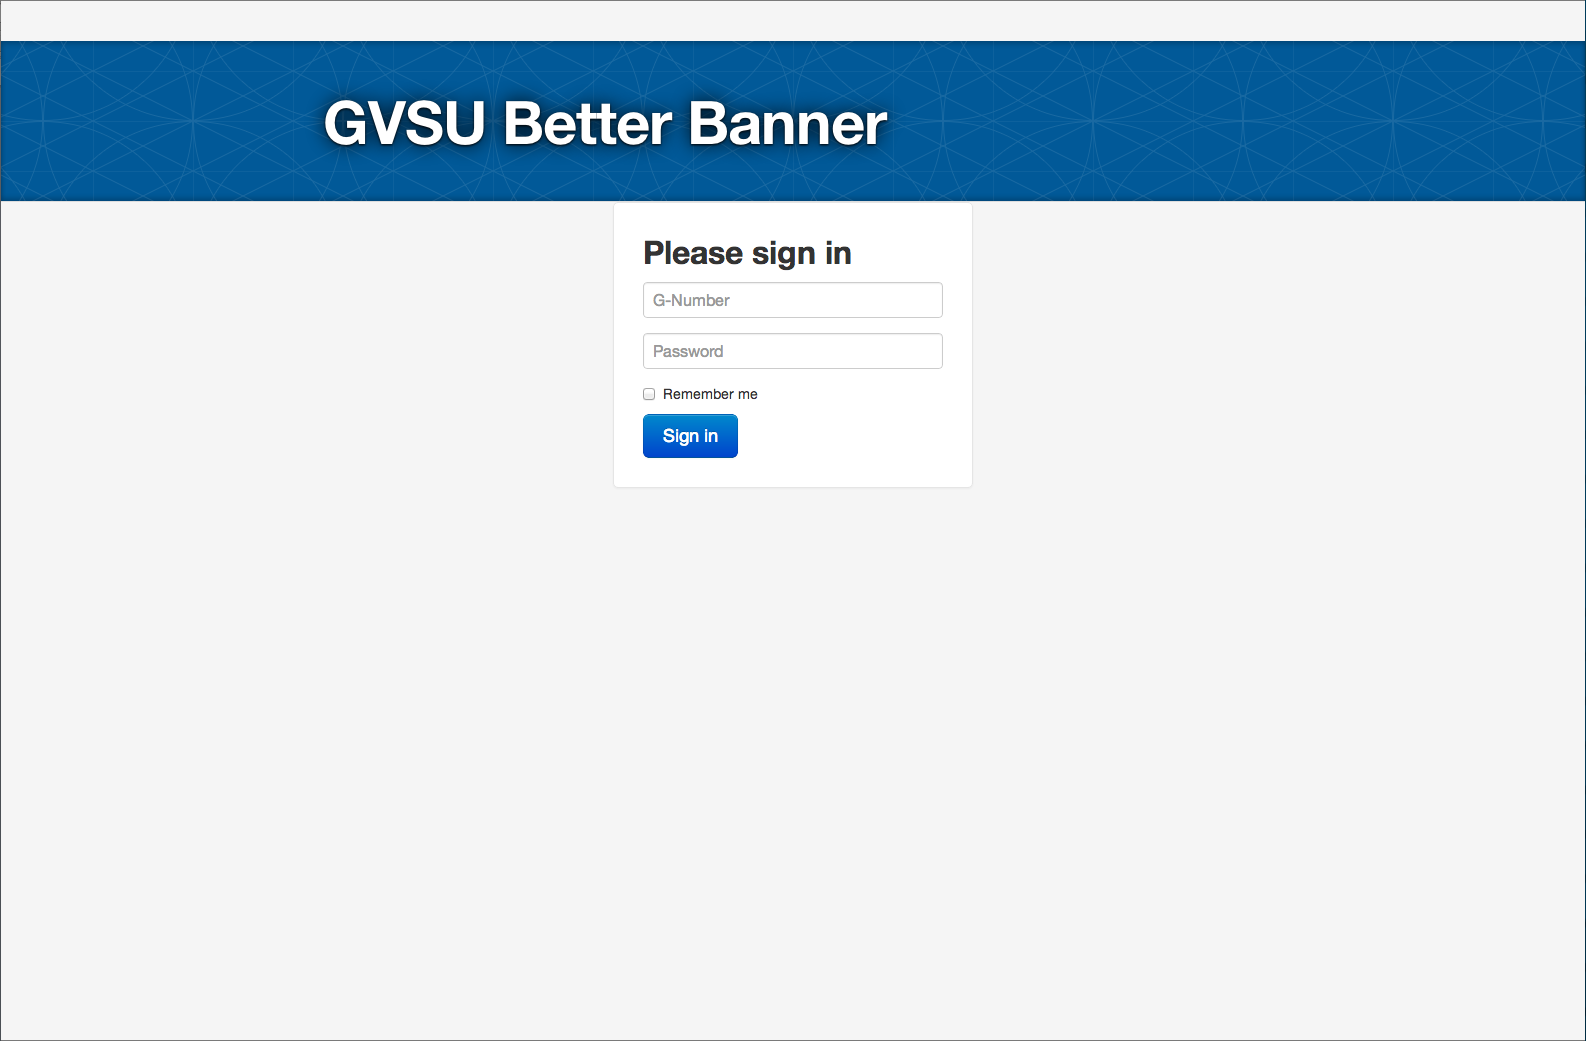 GVSU Better Banner
Please sign in
G-Number
Password
Remember me
Sign in